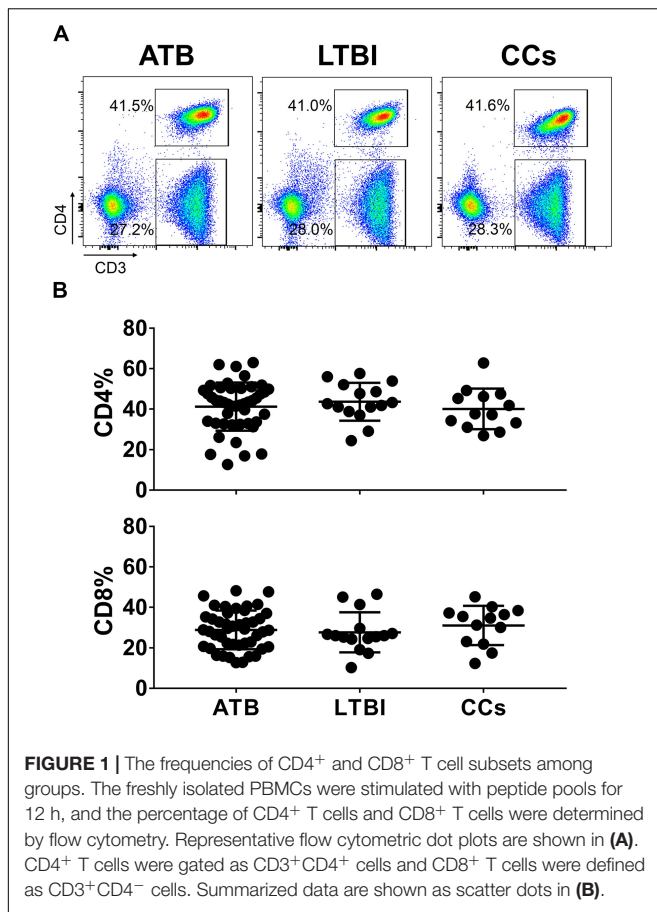 A
ATB LTBI CCs
41.5% 41.0% 41.6%
CD4
27.2% 28.0% 28.3%
CD3
B
80
60
CD4%
40
20
0
80
60
CD8%
40
20
0
ATB LTBI CCs
FIGURE 1 | The frequencies of CD4+ and CD8+ T cell subsets among
groups. The freshly isolated PBMCs were stimulated with peptide pools for
12 h, and the percentage of CD4+ T cells and CD8+ T cells were determined
by flow cytometry. Representative flow cytometric dot plots are shown in (A).
CD4+ T cells were gated as CD3+CD4+ cells and CD8+ T cells were defined
as CD3+CD4− cells. Summarized data are shown as scatter dots in (B).